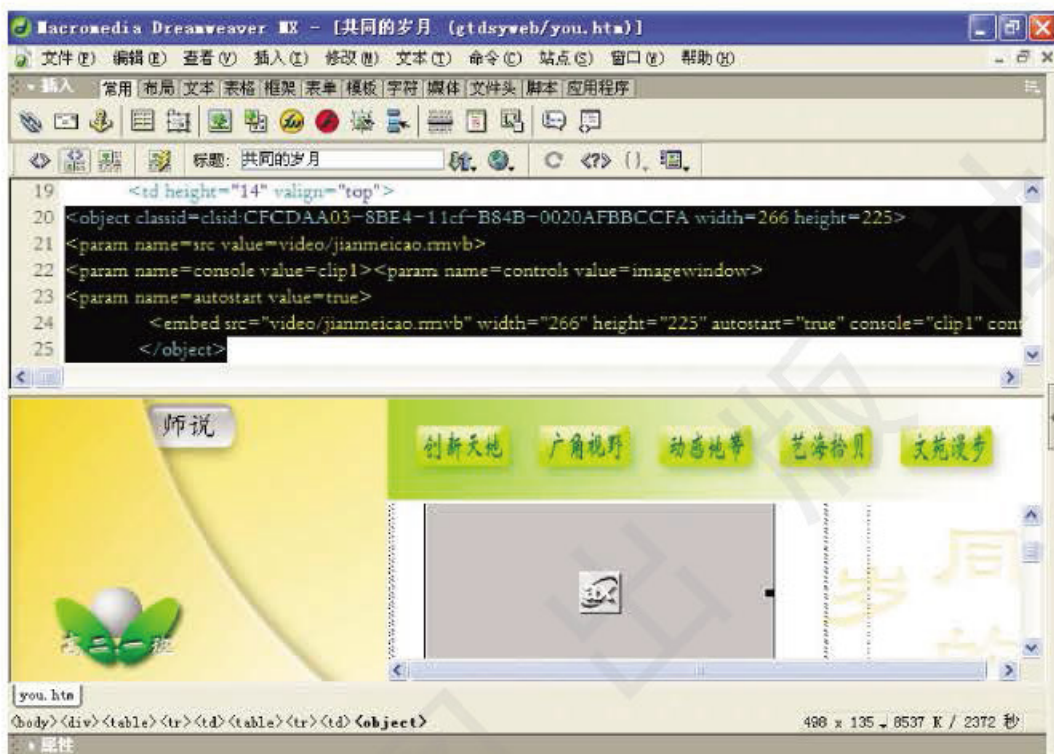 Macromedia Dreamweaver MX - [共同的岁月 (gtdsyweb/you.htm)]
文件(F) 编辑(E) 查看(V) 插入(I) 修改(M) 文本(T) 命令(C) 站点(S) 窗口(W) 帮助(H)
插入 常用 布局 文本 表格 框架 表单 模板 字符 媒体 文件头 脚本 应用程序
标题: 共同的岁月
19 <td height="14" valign="top">
20 <object classid=clsid:CFCDAA03-8BE4-11cf-B84B-0020AFBBCCFA width=266 height=225>
21 <param name=src value=video/jianmeicao.rmvb>
22 <param name=console value=clip1><param name=controls value=imagewindow>
23 <param name=autostart value=true>
24 <embed src="video/jianmeicao.rmvb" width="266" height="225" autostart="true" console="clip1" cont
25 </object>
师说
创新天地 广角视野 动感地带 艺海拾贝 文苑漫步
同
岁
高二一班
you.htm
<body><div><table><tr><td><table><tr><td><object>
498 x 135 8537 K / 2372 秒
属性